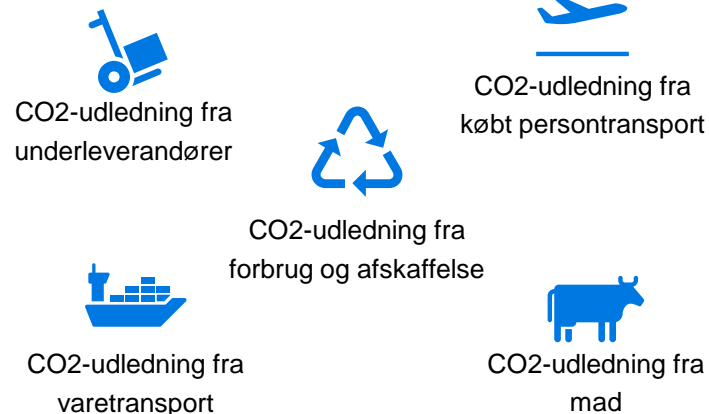 CO2-udledning fra
underleverandører
CO2-udledning fra
købt persontransport
CO2-udledning fra
forbrug og afskaffelse
CO2-udledning fra
varetransport
CO2-udledning fra
mad